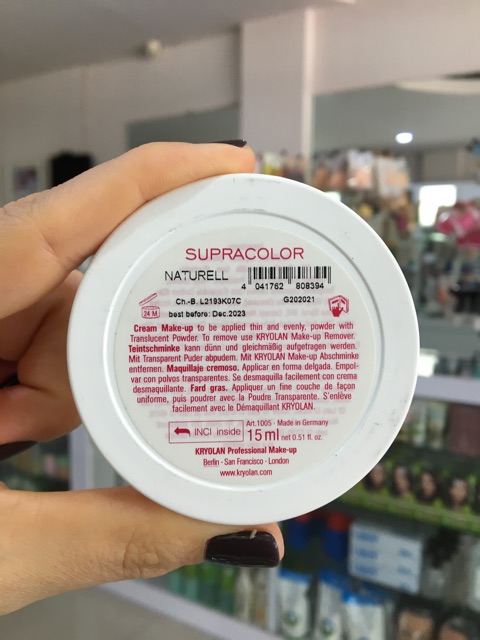 SUPRACOLOR
NATURELL
4 041762 808394
Ch.-B. L2193K07C G202021
best before: Dec.2023
24 M
Cream Make-up to be applied thin and evenly, powder with
Translucent Powder. To remove use KRYOLAN Make-up Remover.
Teintschminke kann dünn und gleichmäßig aufgetragen werden.
Mit Transparent Puder abpudern. Mit KRYOLAN Make-up Abschminke
entfernen. Maquillaje cremoso. Applicar en forma delgada. Empol-
var con polvos transparentes. Se desmaquilla facilmente con crema
desmaquillante. Fard gras. Appliquer un fine couche de façon
uniforme, puis poudrer avec la Poudre Transparente. S'enlève
facilement avec le Démaquillant KRYOLAN.
INCI inside
Art.1005 - Made in Germany
15 ml net 0.51 fl. oz.
KRYOLAN Professional Make-up
Berlin - San Francisco - London
www.kryolan.com